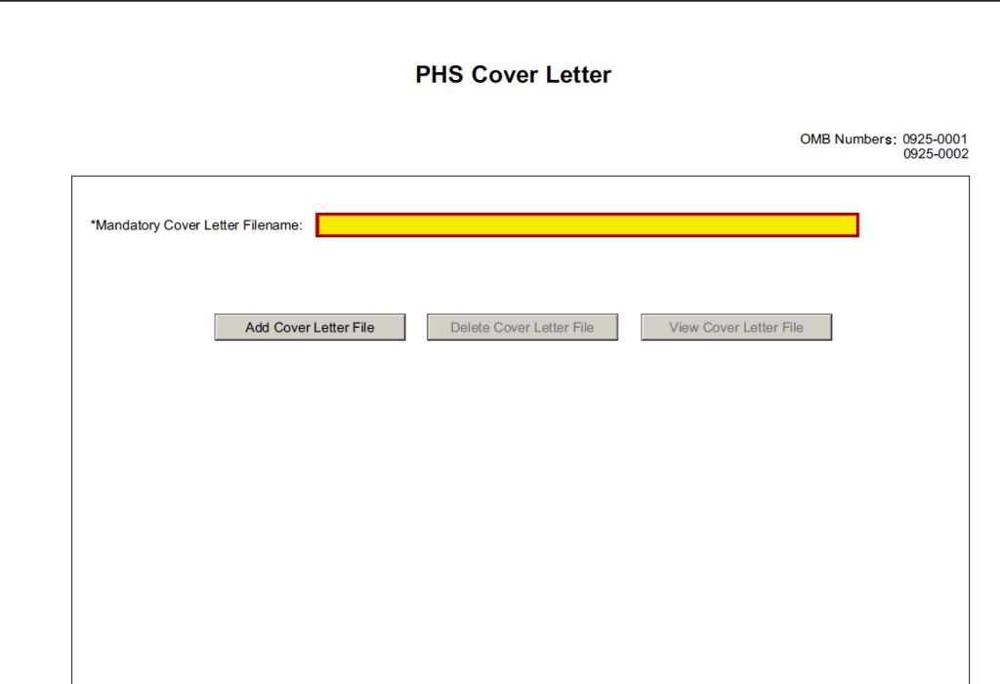 PHS Cover Letter
OMB Numbers: 0925-0001
0925-0002
*Mandatory Cover Letter Filename:
Add Cover Letter File
Delete Cover Letter File
View Cover Letter File